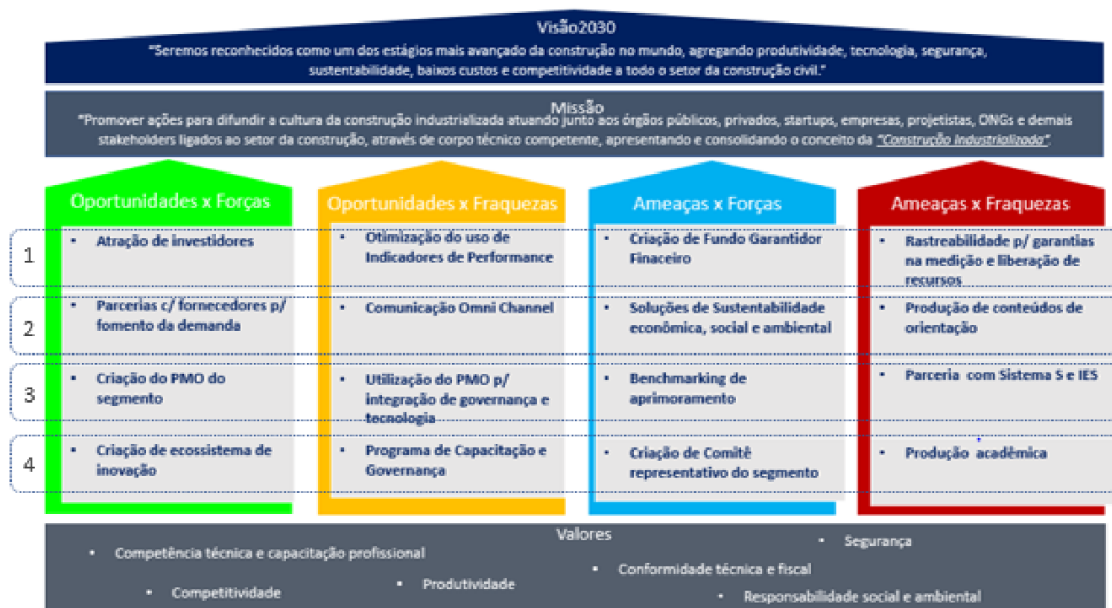 Visão2030
"Seremos reconhecidos como um dos estágios mais avançado da construção no mundo, agregando produtividade, tecnologia, segurança,
sustentabilidade, baixos custos e competitividade a todo o setor da construção civil."
Missão
"Promover ações para difundir a cultura da construção industrializada atuando junto aos órgãos públicos, privados, startups, empresas, projetistas, ONGs e demais
stakeholders ligados ao setor da construção, através de corpo técnico competente, apresentando e consolidando o conceito da "Construção Industrializada".
Oportunidades x Forças
Oportunidades x Fraquezas
Ameaças x Forças
Ameaças x Fraquezas
1
• Atração de investidores
• Otimização do uso de
Indicadores de Performance
• Criação de Fundo Garantidor
Finaceiro
• Rastreabilidade p/ garantias
na medição e liberação de
recursos
2
• Parcerias c/ fornecedores p/
fomento da demanda
• Comunicação Omni Channel
• Soluções de Sustentabilidade
econômica, social e ambiental
• Produção de conteúdos de
orientação
3
• Criação do PMO do
segmento
• Utilização do PMO p/
integração de governança e
tecnologia
• Benchmarking de
aprimoramento
• Parceria com Sistema S e IES
4
• Criação de ecossistema de
inovação
• Programa de Capacitação e
Governança
• Criação de Comitê
representativo do segmento
• Produção acadêmica
Valores
• Competência técnica e capacitação profissional
• Segurança
• Conformidade técnica e fiscal
• Produtividade
• Competitividade
• Responsabilidade social e ambiental